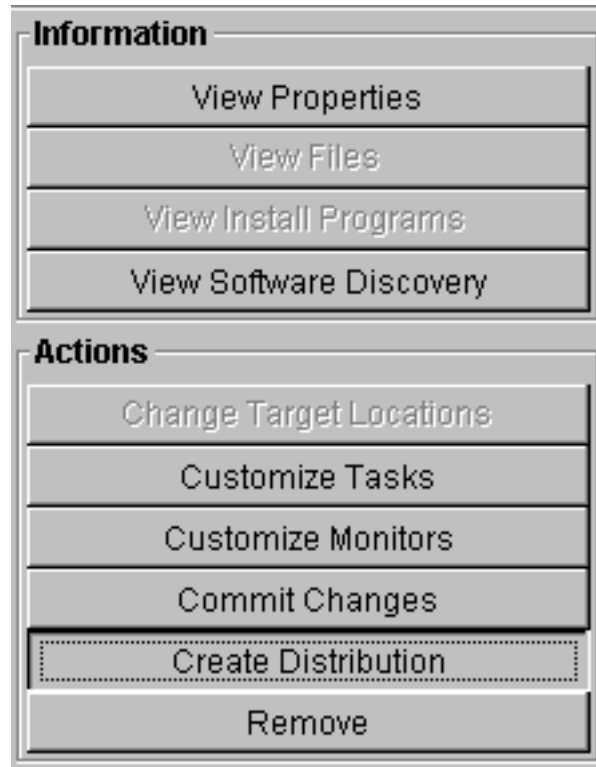 Information
View Properties
View Files
View Install Programs
View Software Discovery
Actions
Change Target Locations
Customize Tasks
Customize Monitors
Commit Changes
Create Distribution
Remove